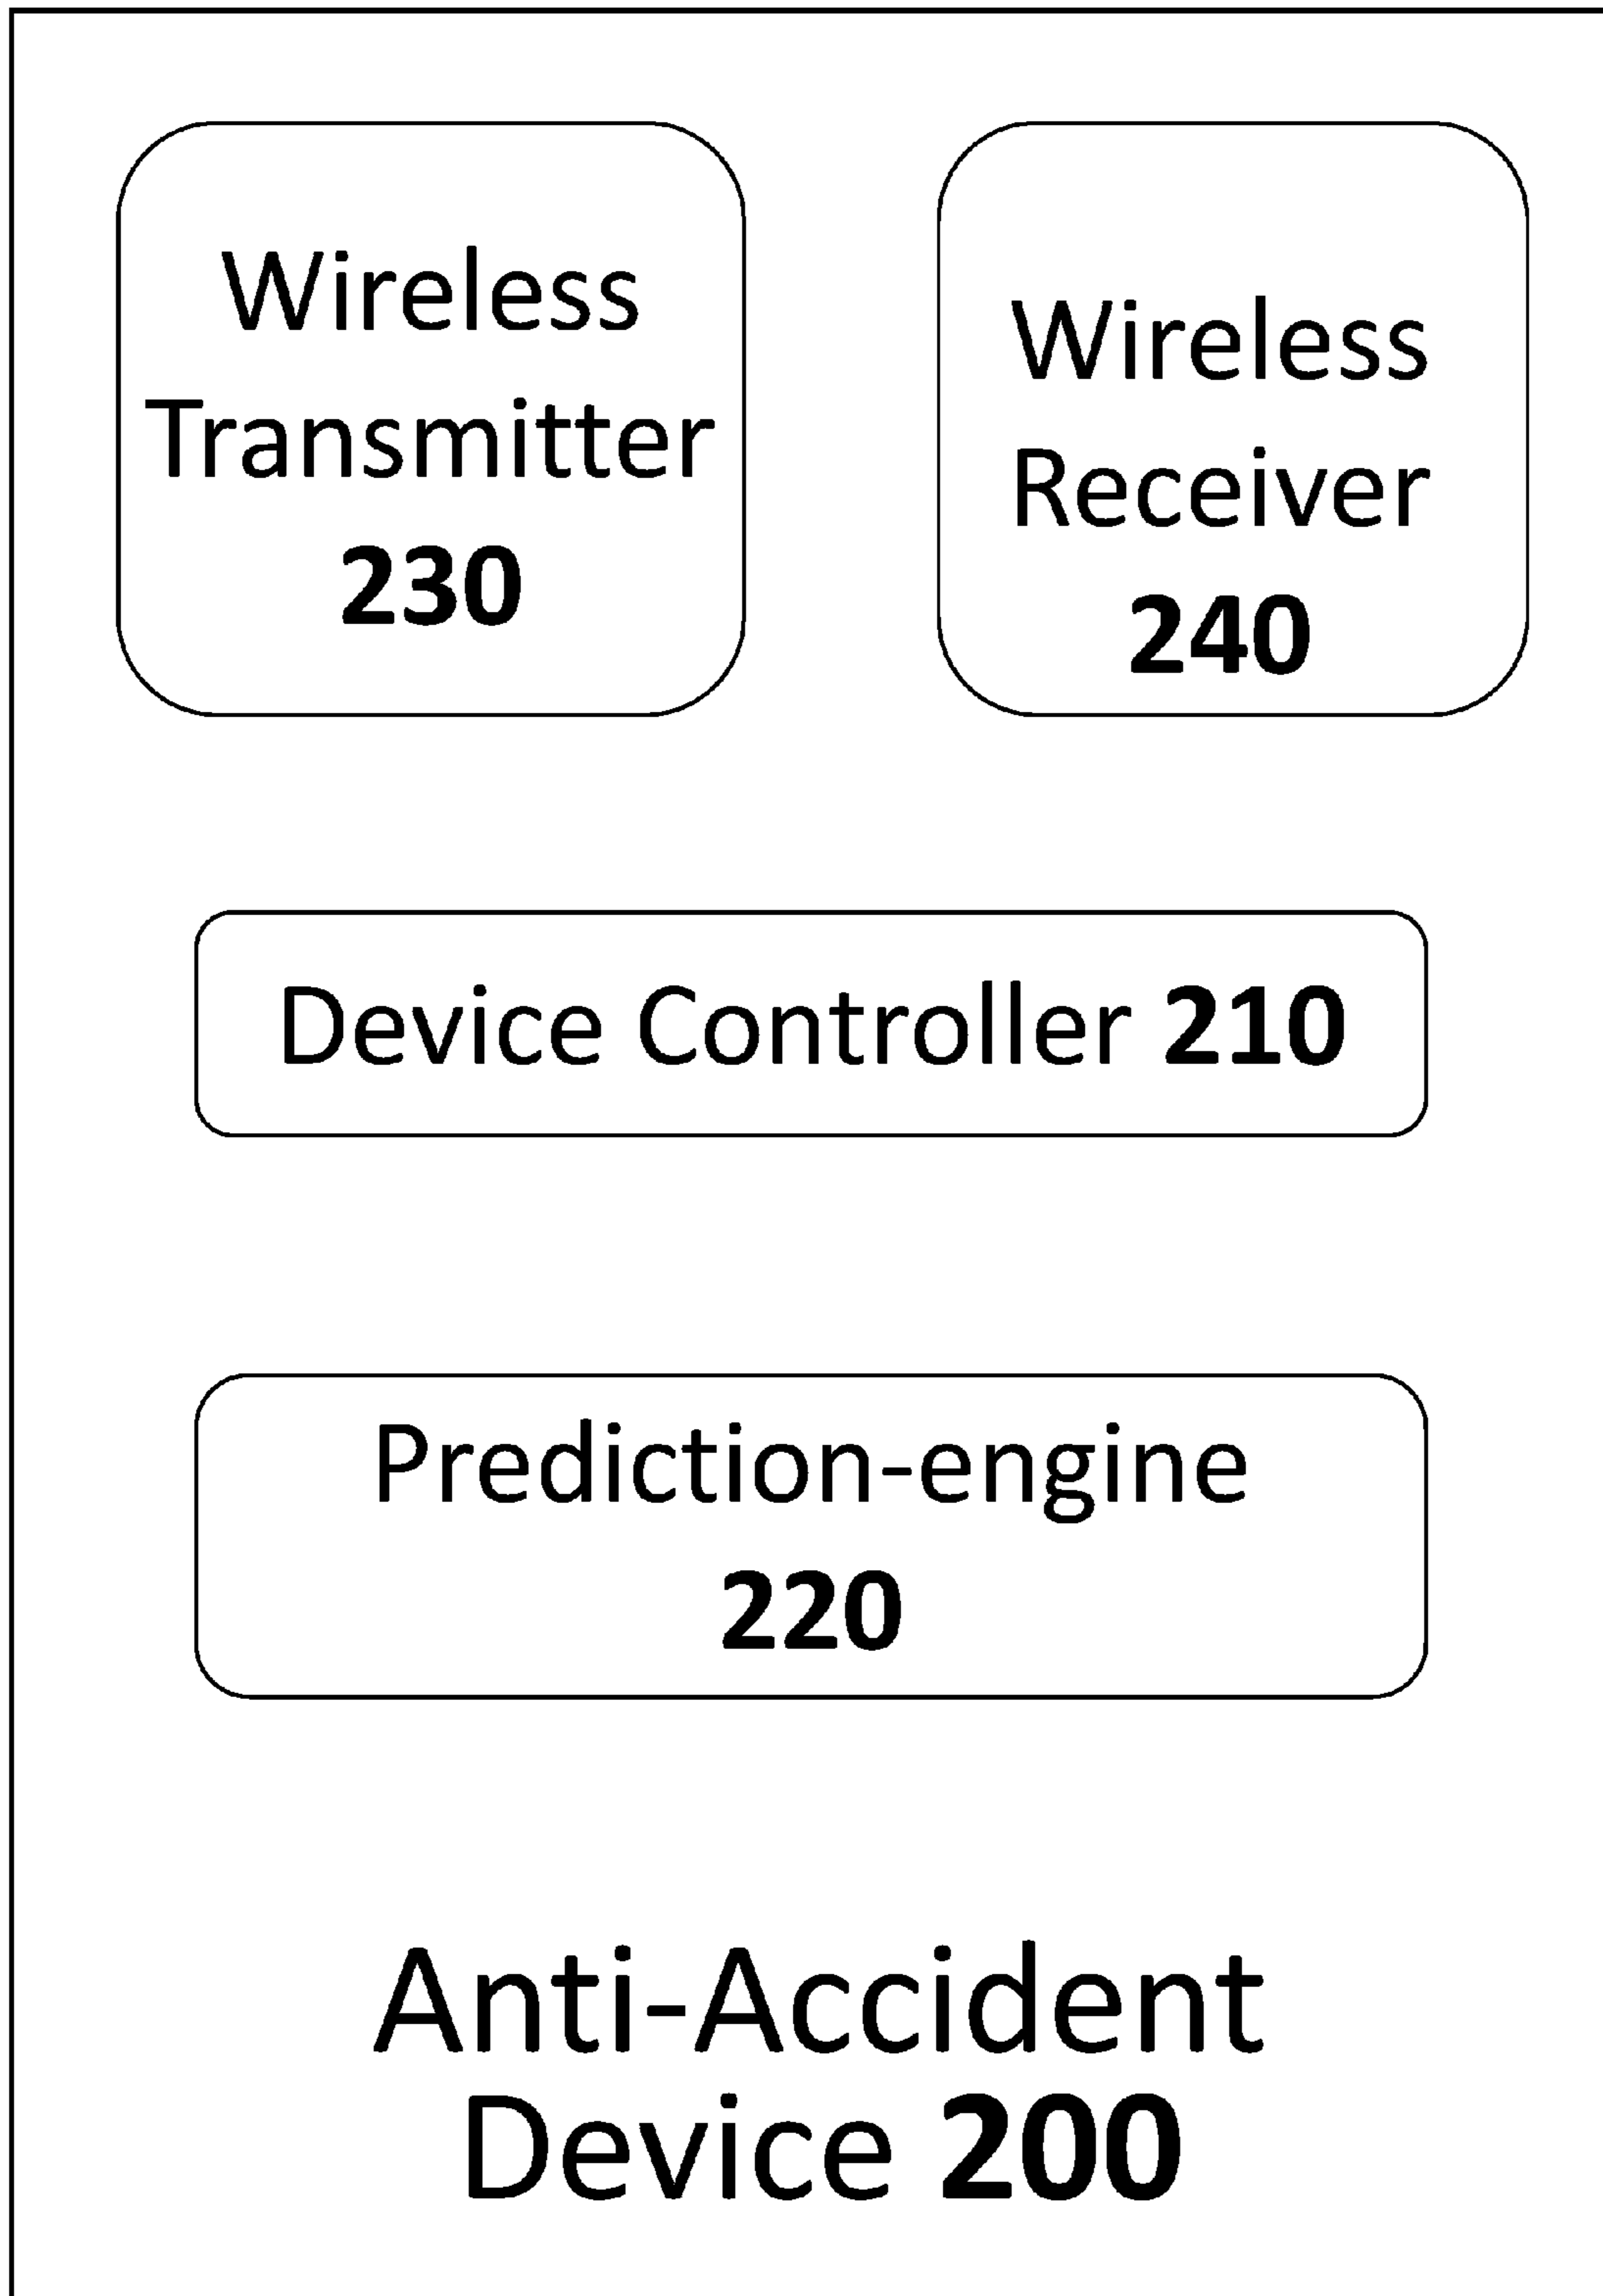 Wireless
Transmitter
230
Wireless
Receiver
240
Device Controller 210
Prediction-engine
220
Anti-Accident
Device 200